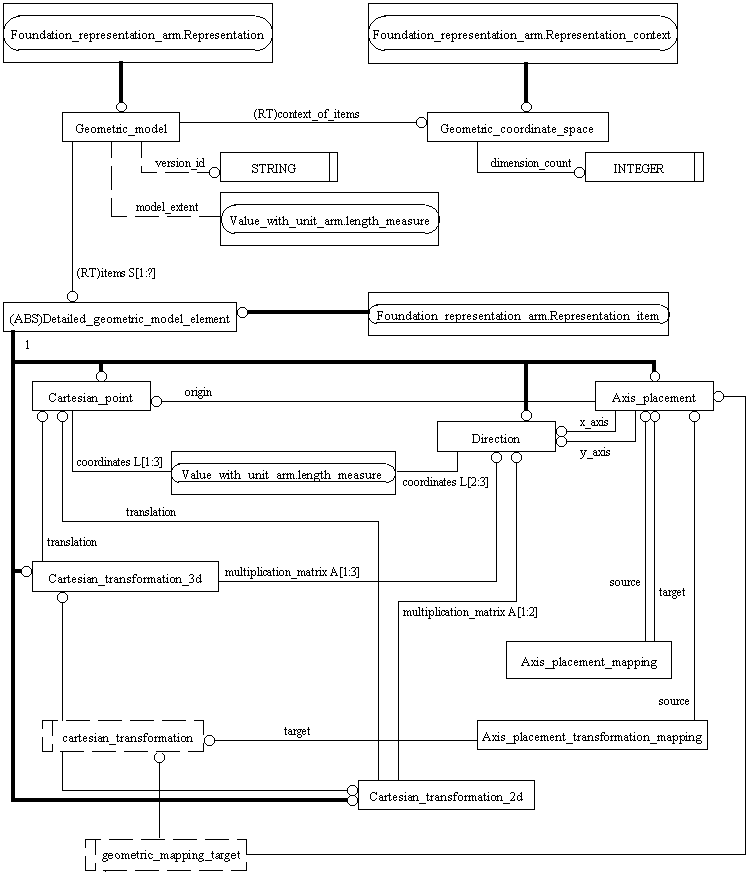 Foundation_representation_arm.Representation
Foundation_representation_arm.Representation_context
(RT)context_of_items
Geometric_model
Geometric_coordinate_space
version_id
STRING
dimension_count
INTEGER
model_extent
Value_with_unit_arm.length_measure
(RT)items S[1:?]
(ABS)Detailed_geometric_model_element
Foundation_representation_arm.Representation_item
1
origin
Cartesian_point
Axis_placement
x_axis
Direction
y_axis
coordinates L[1:3]
Value_with_unit_arm.length_measure
coordinates L[2:3]
translation
translation
multiplication_matrix A[1:3]
Cartesian_transformation_3d
source
target
multiplication_matrix A[1:2]
Axis_placement_mapping
source
target
cartesian_transformation
Axis_placement_transformation_mapping
Cartesian_transformation_2d
geometric_mapping_target